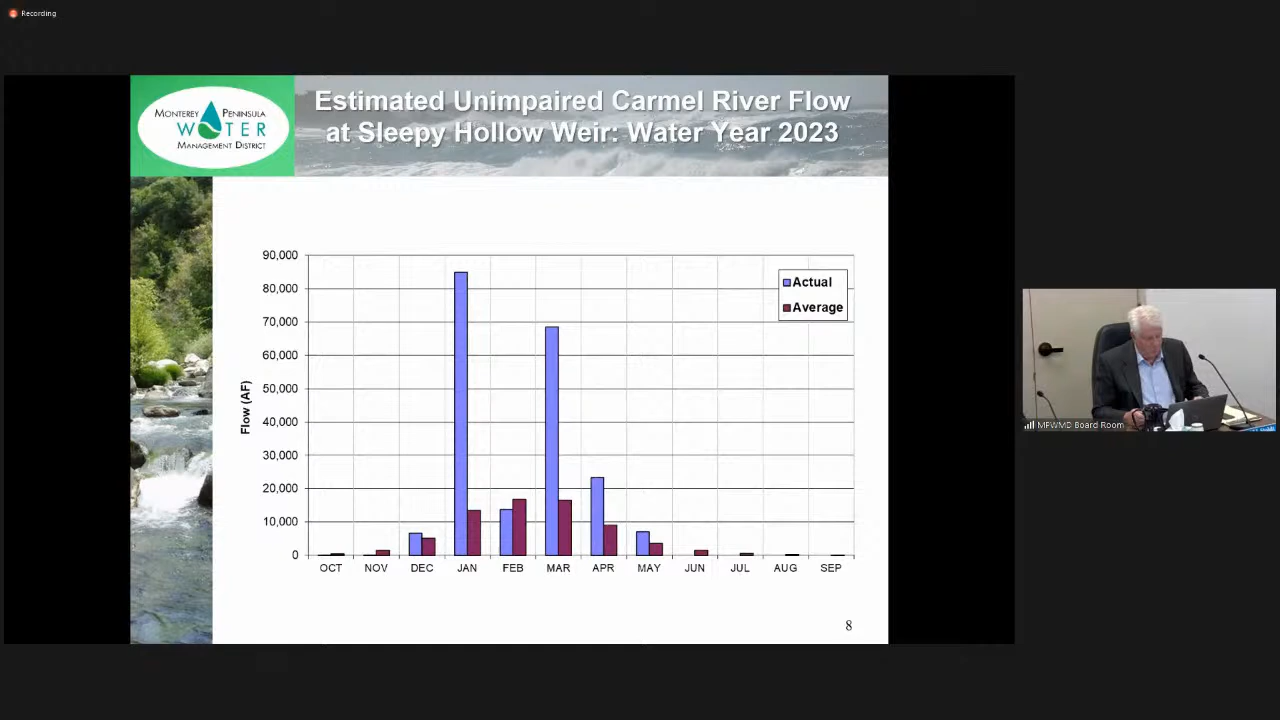 Recording
MONTEREY PENINSULA
WATER
MANAGEMENT DISTRICT
Estimated Unimpaired Carmel River Flow
at Sleepy Hollow Weir: Water Year 2023
90,000
80,000
70,000
60,000
50,000
40,000
30,000
20,000
10,000
0
Flow (AF)
Actual
Average
OCT NOV DEC JAN FEB MAR APR MAY JUN JUL AUG SEP
8
MPWMD Board Room